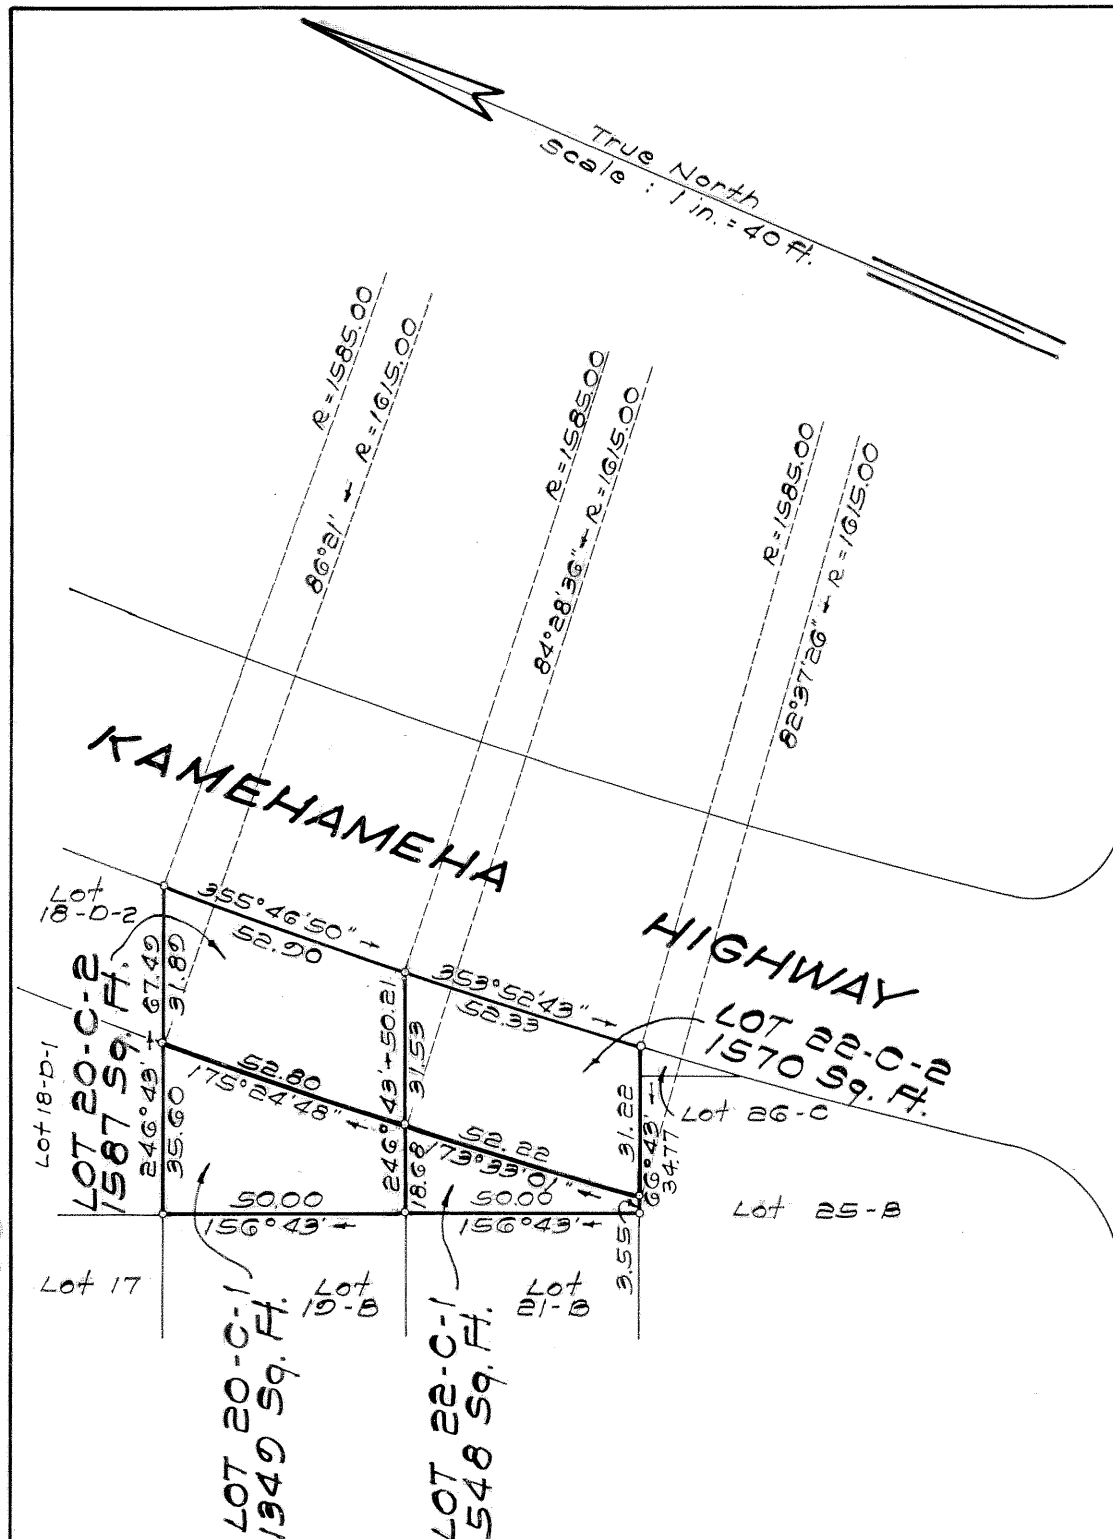 True North
Scale : 1 in. = 40 ft.
R=1585.00
86°21' R=1615.00
R=1585.00
84°28'36" R=1615.00
R=1585.00
82°37'26" R=1615.00
KAMEHAMEHA
HIGHWAY
Lot
18-D-2
355°46'50"
52.90
353°52'43"
52.33
LOT 20-C-2
1587 Sq. Ft.
LOT 22-C-2
1570 Sq. Ft.
246°43' 67.49
31.89
35.60
246°43' 50.21
31.53
18.68
31.22
66°43'
34.77
3.55
Lot 26-C
Lot 18-D-1
52.80
175°24'48"
52.22
173°33'01"
50.00
156°43'
50.00
156°43'
Lot 25-B
Lot 17
Lot
19-B
Lot
21-B
LOT 20-C-1
1349 Sq. Ft.
LOT 22-C-1
548 Sq. Ft.